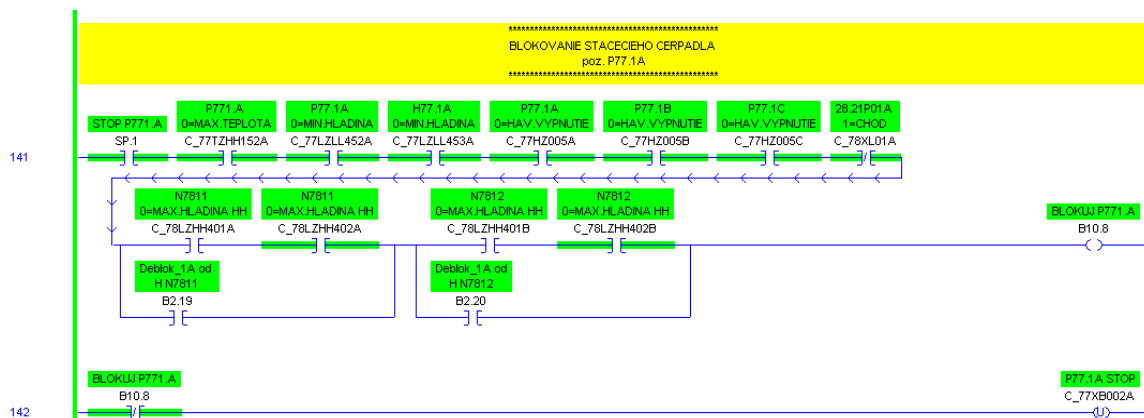 ************************************************
BLOKOVANIE STACECIEHO CERPADLA
poz. P77.1A
************************************************
STOP P771.A
SP.1
P771.A
0=MAX.TEPLOTA
C_77TZHH152A
P77.1A
0=MIN.HLADINA
C_77LZLL452A
H77.1A
0=MIN.HLADINA
C_77LZLL453A
P77.1A
0=HAV.VYPNUTIE
C_77HZ005A
P77.1B
0=HAV.VYPNUTIE
C_77HZ005B
P77.1C
0=HAV.VYPNUTIE
C_77HZ005C
28.21P01A
1=CHOD
C_78XL01A
141
N7811
0=MAX.HLADINA HH
C_78LZHH401A
N7811
0=MAX.HLADINA HH
C_78LZHH402A
N7812
0=MAX.HLADINA HH
C_78LZHH401B
N7812
0=MAX.HLADINA HH
C_78LZHH402B
BLOKUJ P771.A
B10.8
Deblok_1A od
H N7811
B2.19
Deblok_1A od
H N7812
B2.20
BLOKUJ P771.A
B10.8
P77.1A STOP
C_77XB002A
142
U